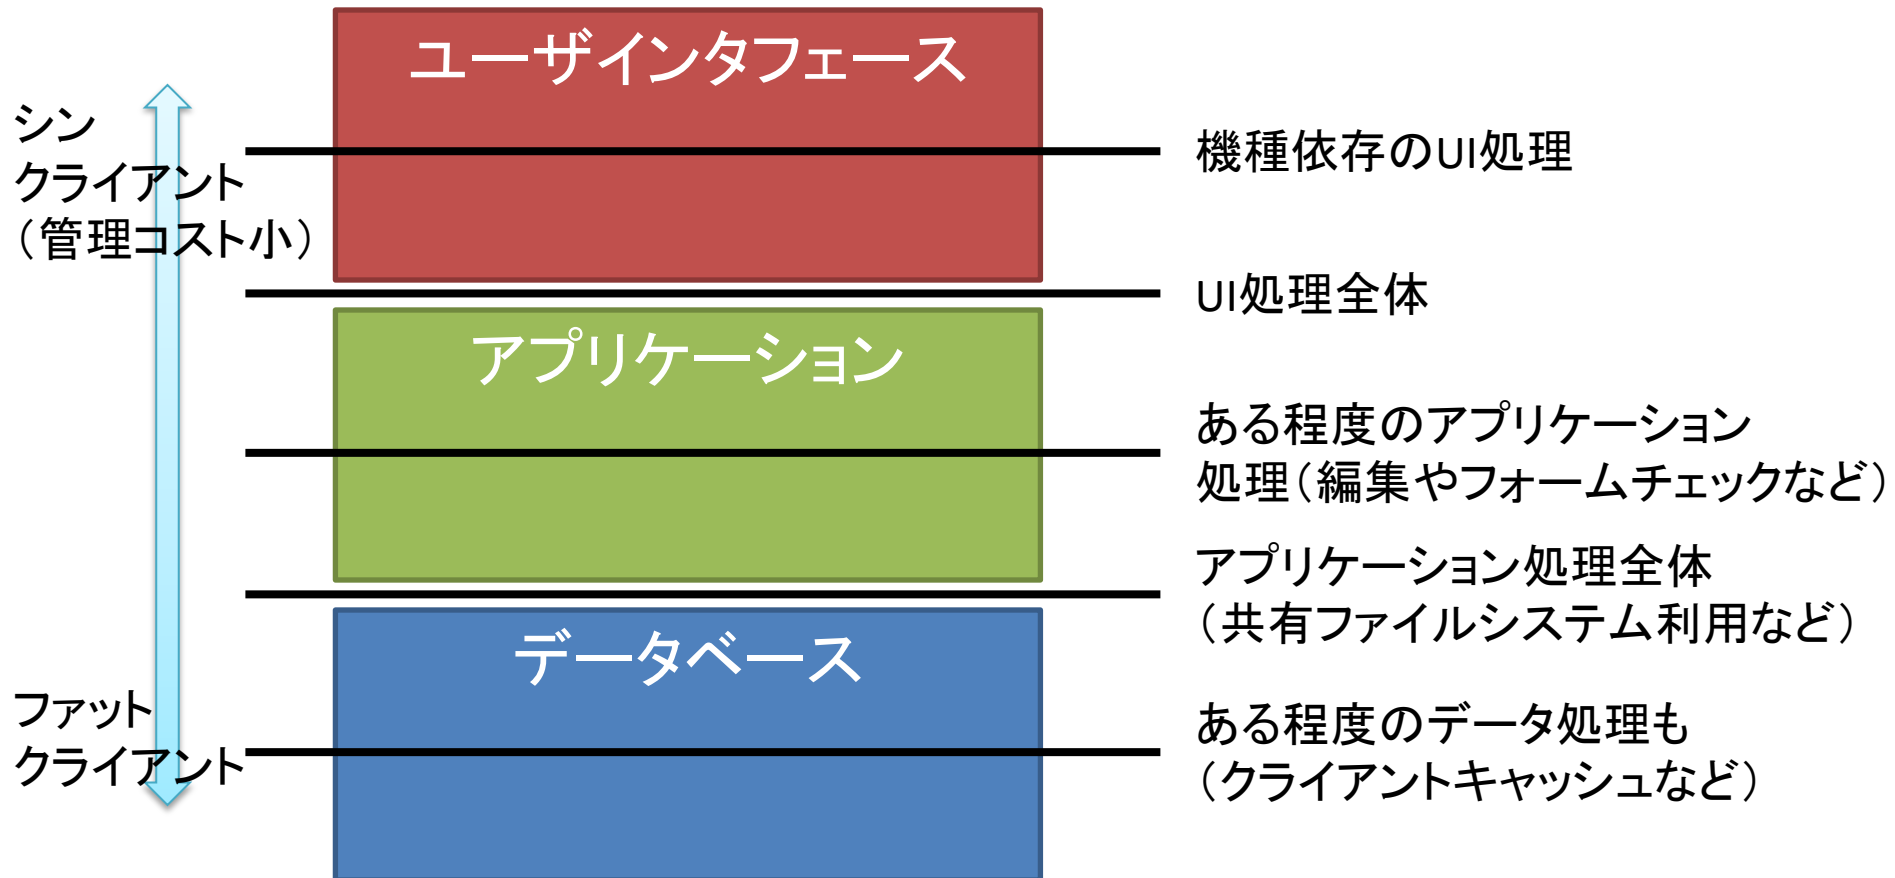 ユーザインタフェース
シン
クライアント
（管理コスト小）
機種依存のUI処理
UI処理全体
アプリケーション
ある程度のアプリケーション
処理（編集やフォームチェックなど）
アプリケーション処理全体
（共有ファイルシステム利用など）
データベース
ファット
クライアント
ある程度のデータ処理も
（クライアントキャッシュなど）